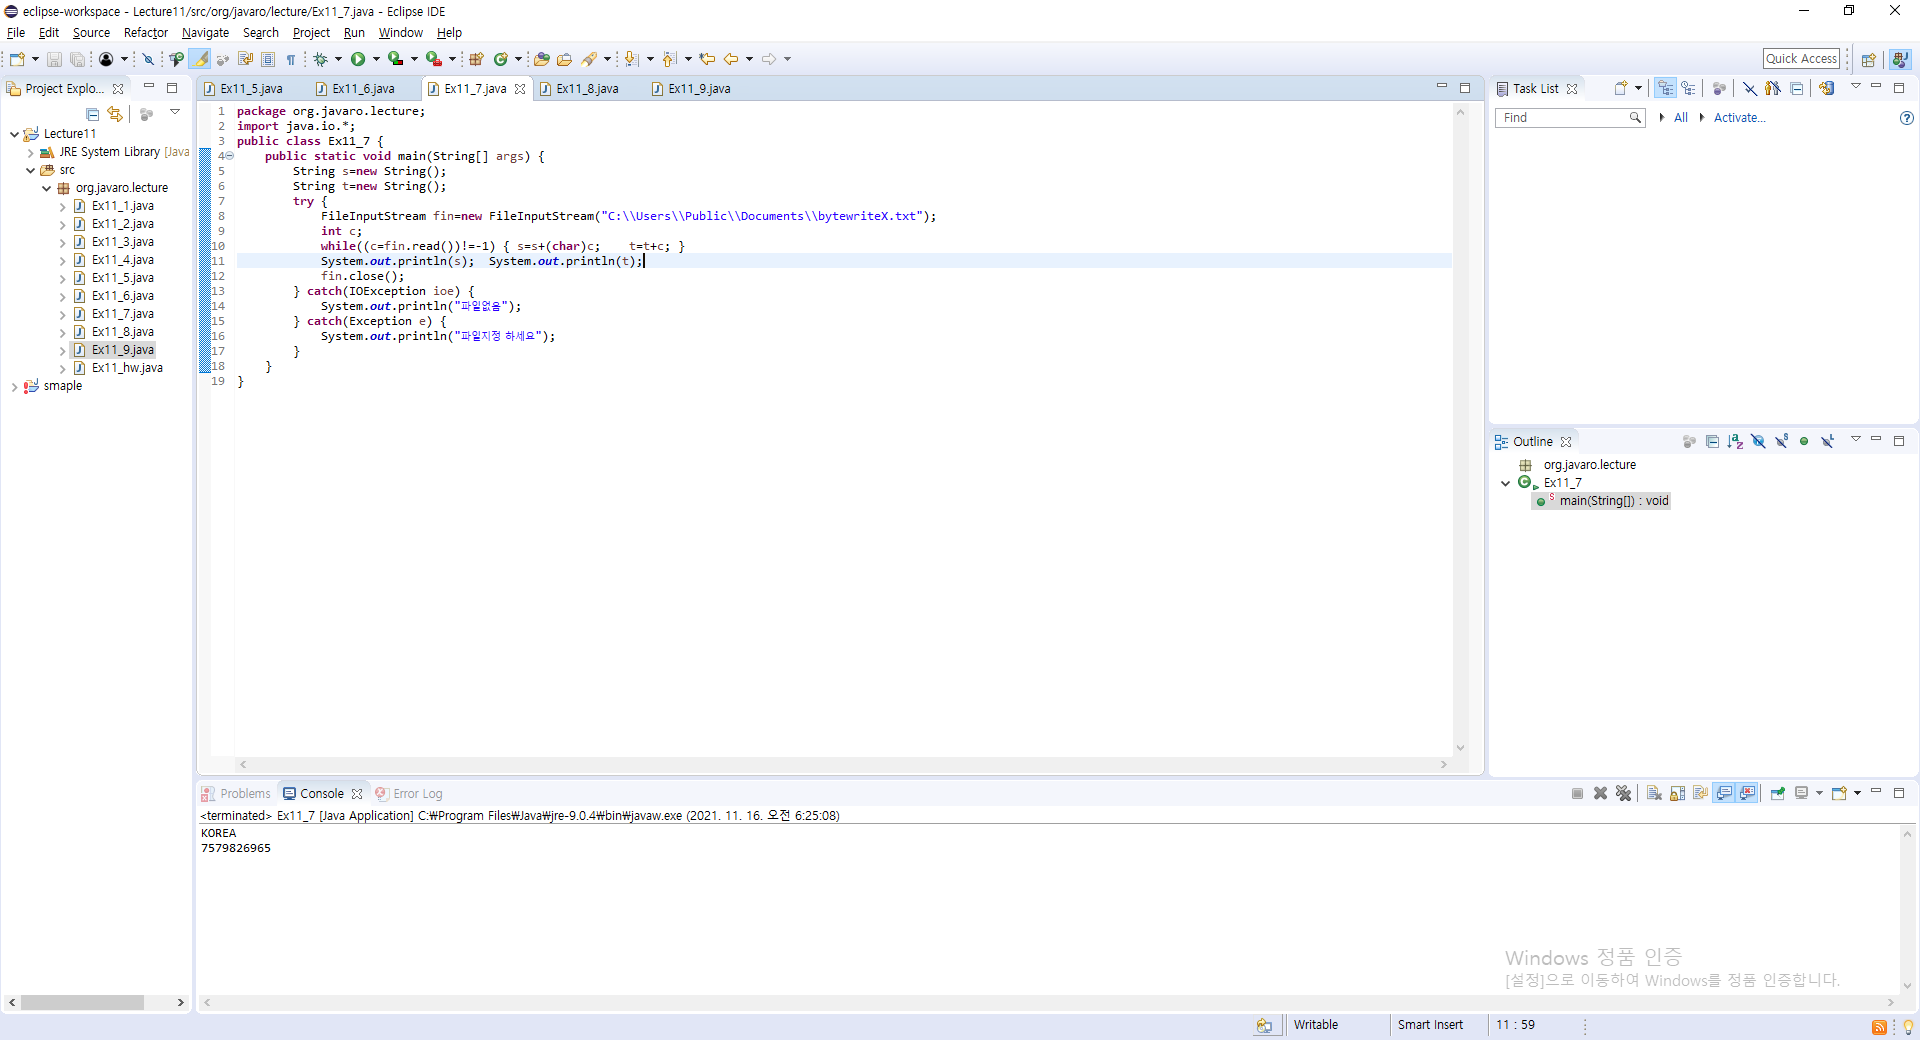 eclipse-workspace - Lecture11/src/org/javaro/lecture/Ex11_7.java - Eclipse IDE
File Edit Source Refactor Navigate Search Project Run Window Help
Quick Access
Project Explo...
Lecture11
JRE System Library [Java
src
org.javaro.lecture
Ex11_1.java
Ex11_2.java
Ex11_3.java
Ex11_4.java
Ex11_5.java
Ex11_6.java
Ex11_7.java
Ex11_8.java
Ex11_9.java
Ex11_hw.java
smaple
Ex11_5.java Ex11_6.java Ex11_7.java Ex11_8.java Ex11_9.java
1 package org.javaro.lecture;
2 import java.io.*;
3 public class Ex11_7 {
4 public static void main(String[] args) {
5 String s=new String();
6 String t=new String();
7 try {
8 FileInputStream fin=new FileInputStream("C:\\Users\\Public\\Documents\\bytewriteX.txt");
9 int c;
10 while((c=fin.read())!=-1) { s=s+(char)c; t=t+c; }
11 System.out.println(s); System.out.println(t);
12 fin.close();
13 } catch(IOException ioe) {
14 System.out.println("파일없음");
15 } catch(Exception e) {
16 System.out.println("파일지정 하세요");
17 }
18 }
19 }
Task List
Find
All
Activate...
Outline
org.javaro.lecture
Ex11_7
main(String[]) : void
Problems Console Error Log
<terminated> Ex11_7 [Java Application] C:₩Program Files₩Java₩jre-9.0.4₩bin₩javaw.exe (2021. 11. 16. 오전 6:25:08)
KOREA
7579826965
Windows 정품 인증
[설정]으로 이동하여 Windows를 정품 인증합니다.
Writable Smart Insert 11 : 59